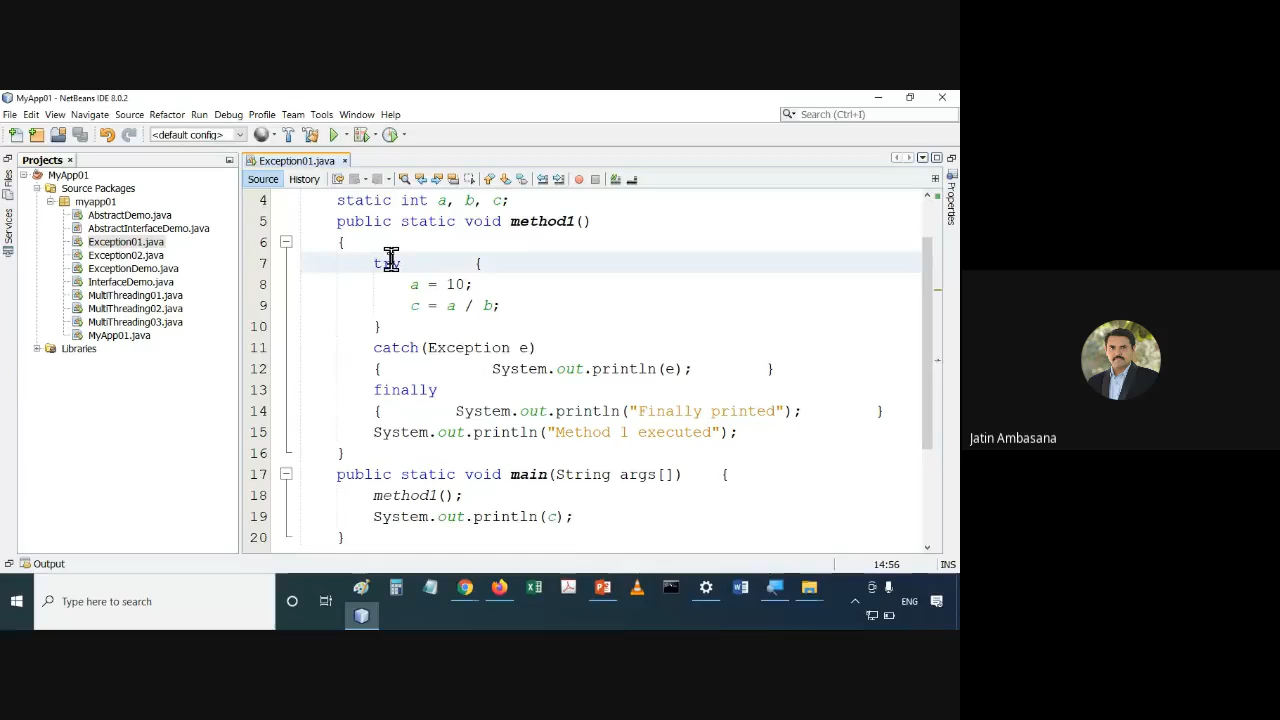 MyApp01 - NetBeans IDE 8.0.2
File Edit View Navigate Source Refactor Run Debug Profile Team Tools Window Help
Search (Ctrl+I)
<default config>
Projects
Exception01.java
Files
Services
Properties
MyApp01
Source Packages
myapp01
AbstractDemo.java
AbstractInterfaceDemo.java
Exception01.java
Exception02.java
ExceptionDemo.java
InterfaceDemo.java
MultiThreading01.java
MultiThreading02.java
MultiThreading03.java
MyApp01.java
Libraries
Source History
4 static int a, b, c;
5 public static void method1()
6 {
7 try {
8 a = 10;
9 c = a / b;
10 }
11 catch(Exception e)
12 { System.out.println(e); }
13 finally
14 { System.out.println("Finally printed"); }
15 System.out.println("Method 1 executed");
16 }
17 public static void main(String args[]) {
18 method1();
19 System.out.println(c);
20 }
Output
14:56 INS
Type here to search
ENG
Jatin Ambasana